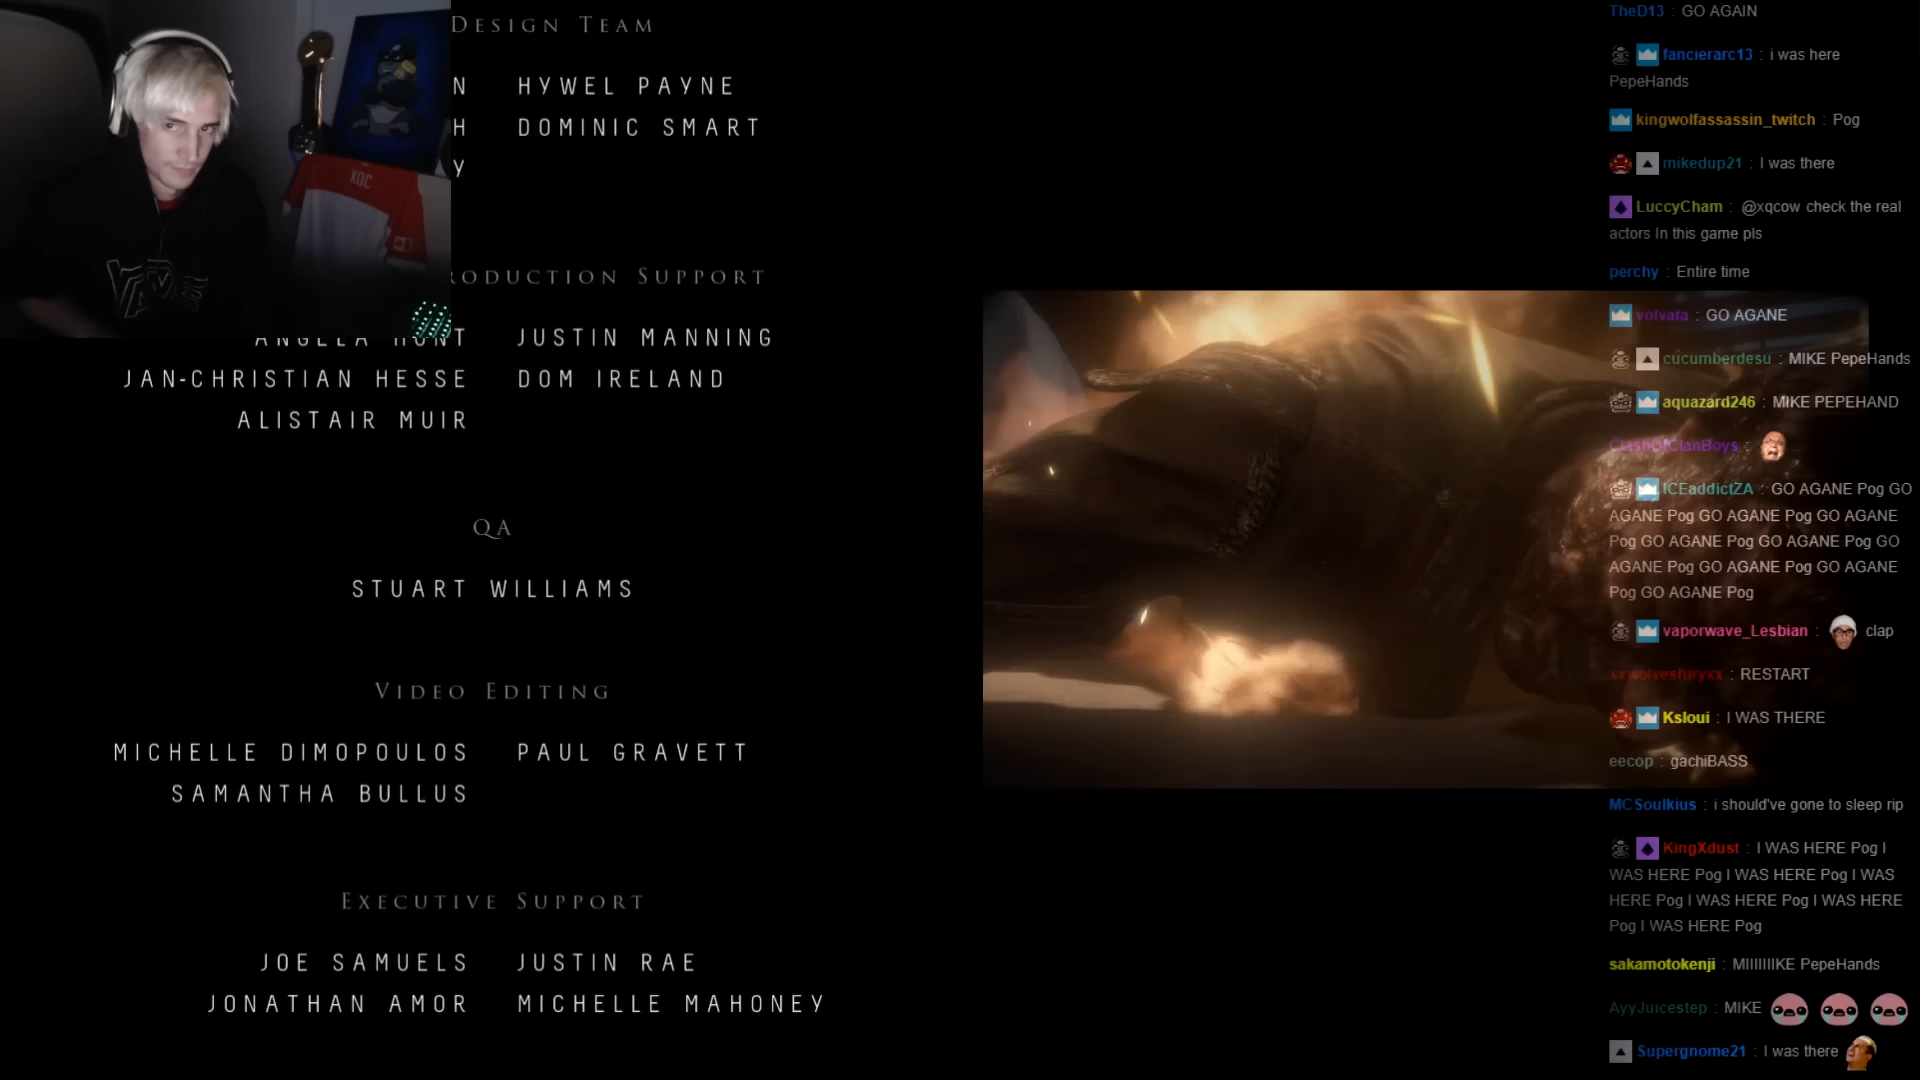 DESIGN TEAM
N HYWEL PAYNE
H DOMINIC SMART
Y
XQC
RODUCTION SUPPORT
ANGELA HUNT JUSTIN MANNING
JAN-CHRISTIAN HESSE DOM IRELAND
ALISTAIR MUIR
QA
STUART WILLIAMS
VIDEO EDITING
MICHELLE DIMOPOULOS PAUL GRAVETT
SAMANTHA BULLUS
EXECUTIVE SUPPORT
JOE SAMUELS JUSTIN RAE
JONATHAN AMOR MICHELLE MAHONEY
TheD13 : GO AGAIN
fancierarc13 : i was here
PepeHands
kingwolfassassin_twitch : Pog
mikedup21 : I was there
LuccyCham : @xqcow check the real
actors In this game pls
perchy : Entire time
volvata : GO AGANE
cucumberdesu : MIKE PepeHands
aquazard246 : MIKE PEPEHAND
ClashOfClanBoys :
ICEaddictZA : GO AGANE Pog GO
AGANE Pog GO AGANE Pog GO AGANE
Pog GO AGANE Pog GO AGANE Pog GO
AGANE Pog GO AGANE Pog GO AGANE
Pog GO AGANE Pog
vaporwave_Lesbian : clap
xxwolvesfuryxx : RESTART
Ksloui : I WAS THERE
eecop : gachiBASS
MCSoulkius : i should've gone to sleep rip
KingXdust : I WAS HERE Pog I
WAS HERE Pog I WAS HERE Pog I WAS
HERE Pog I WAS HERE Pog I WAS HERE
Pog I WAS HERE Pog
sakamotokenji : MIIIIIIIKE PepeHands
AyyJuicestep : MIKE
Supergnome21 : I was there